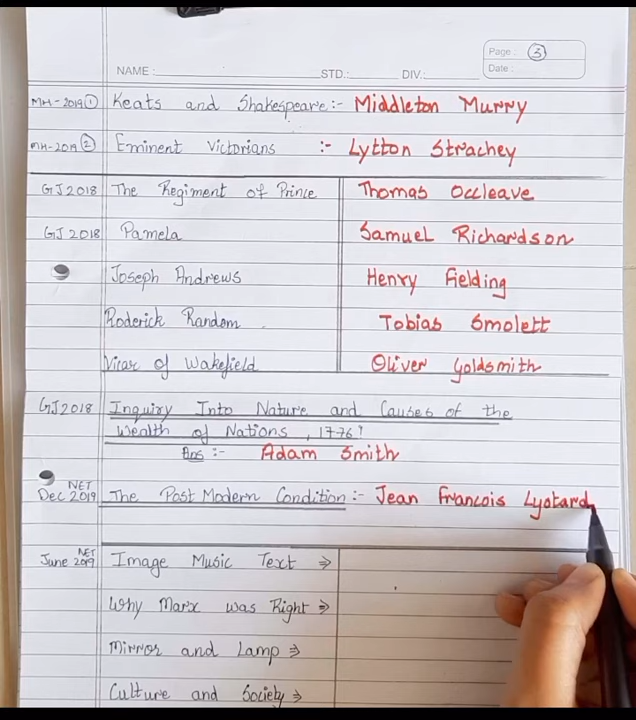 Page: 3
Date:
NAME: STD.: DIV.:
MH-2019 ① Keats and Shakespeare:- Middleton Murry
MH-2019 ② Eminent Victorians :- Lytton Strachey
GJ2018 The Regiment of Prince Thomas Occleave
GJ 2018 Pamela Samuel Richardson
Joseph Andrews Henry Fielding
Roderick Random Tobias Smolett
Vicar of Wakefield Oliver Goldsmith
GJ2018 Inquiry Into Nature and Causes of the
Wealth of Nations, 1776?
Ans :- Adam Smith
NET
Dec 2019 The Post Modern Condition:- Jean Francois Lyotard
NET
June 2019 Image Music Text ⇒
Why Marx was Right ⇒
Mirror and Lamp ⇒
Culture and Society ⇒